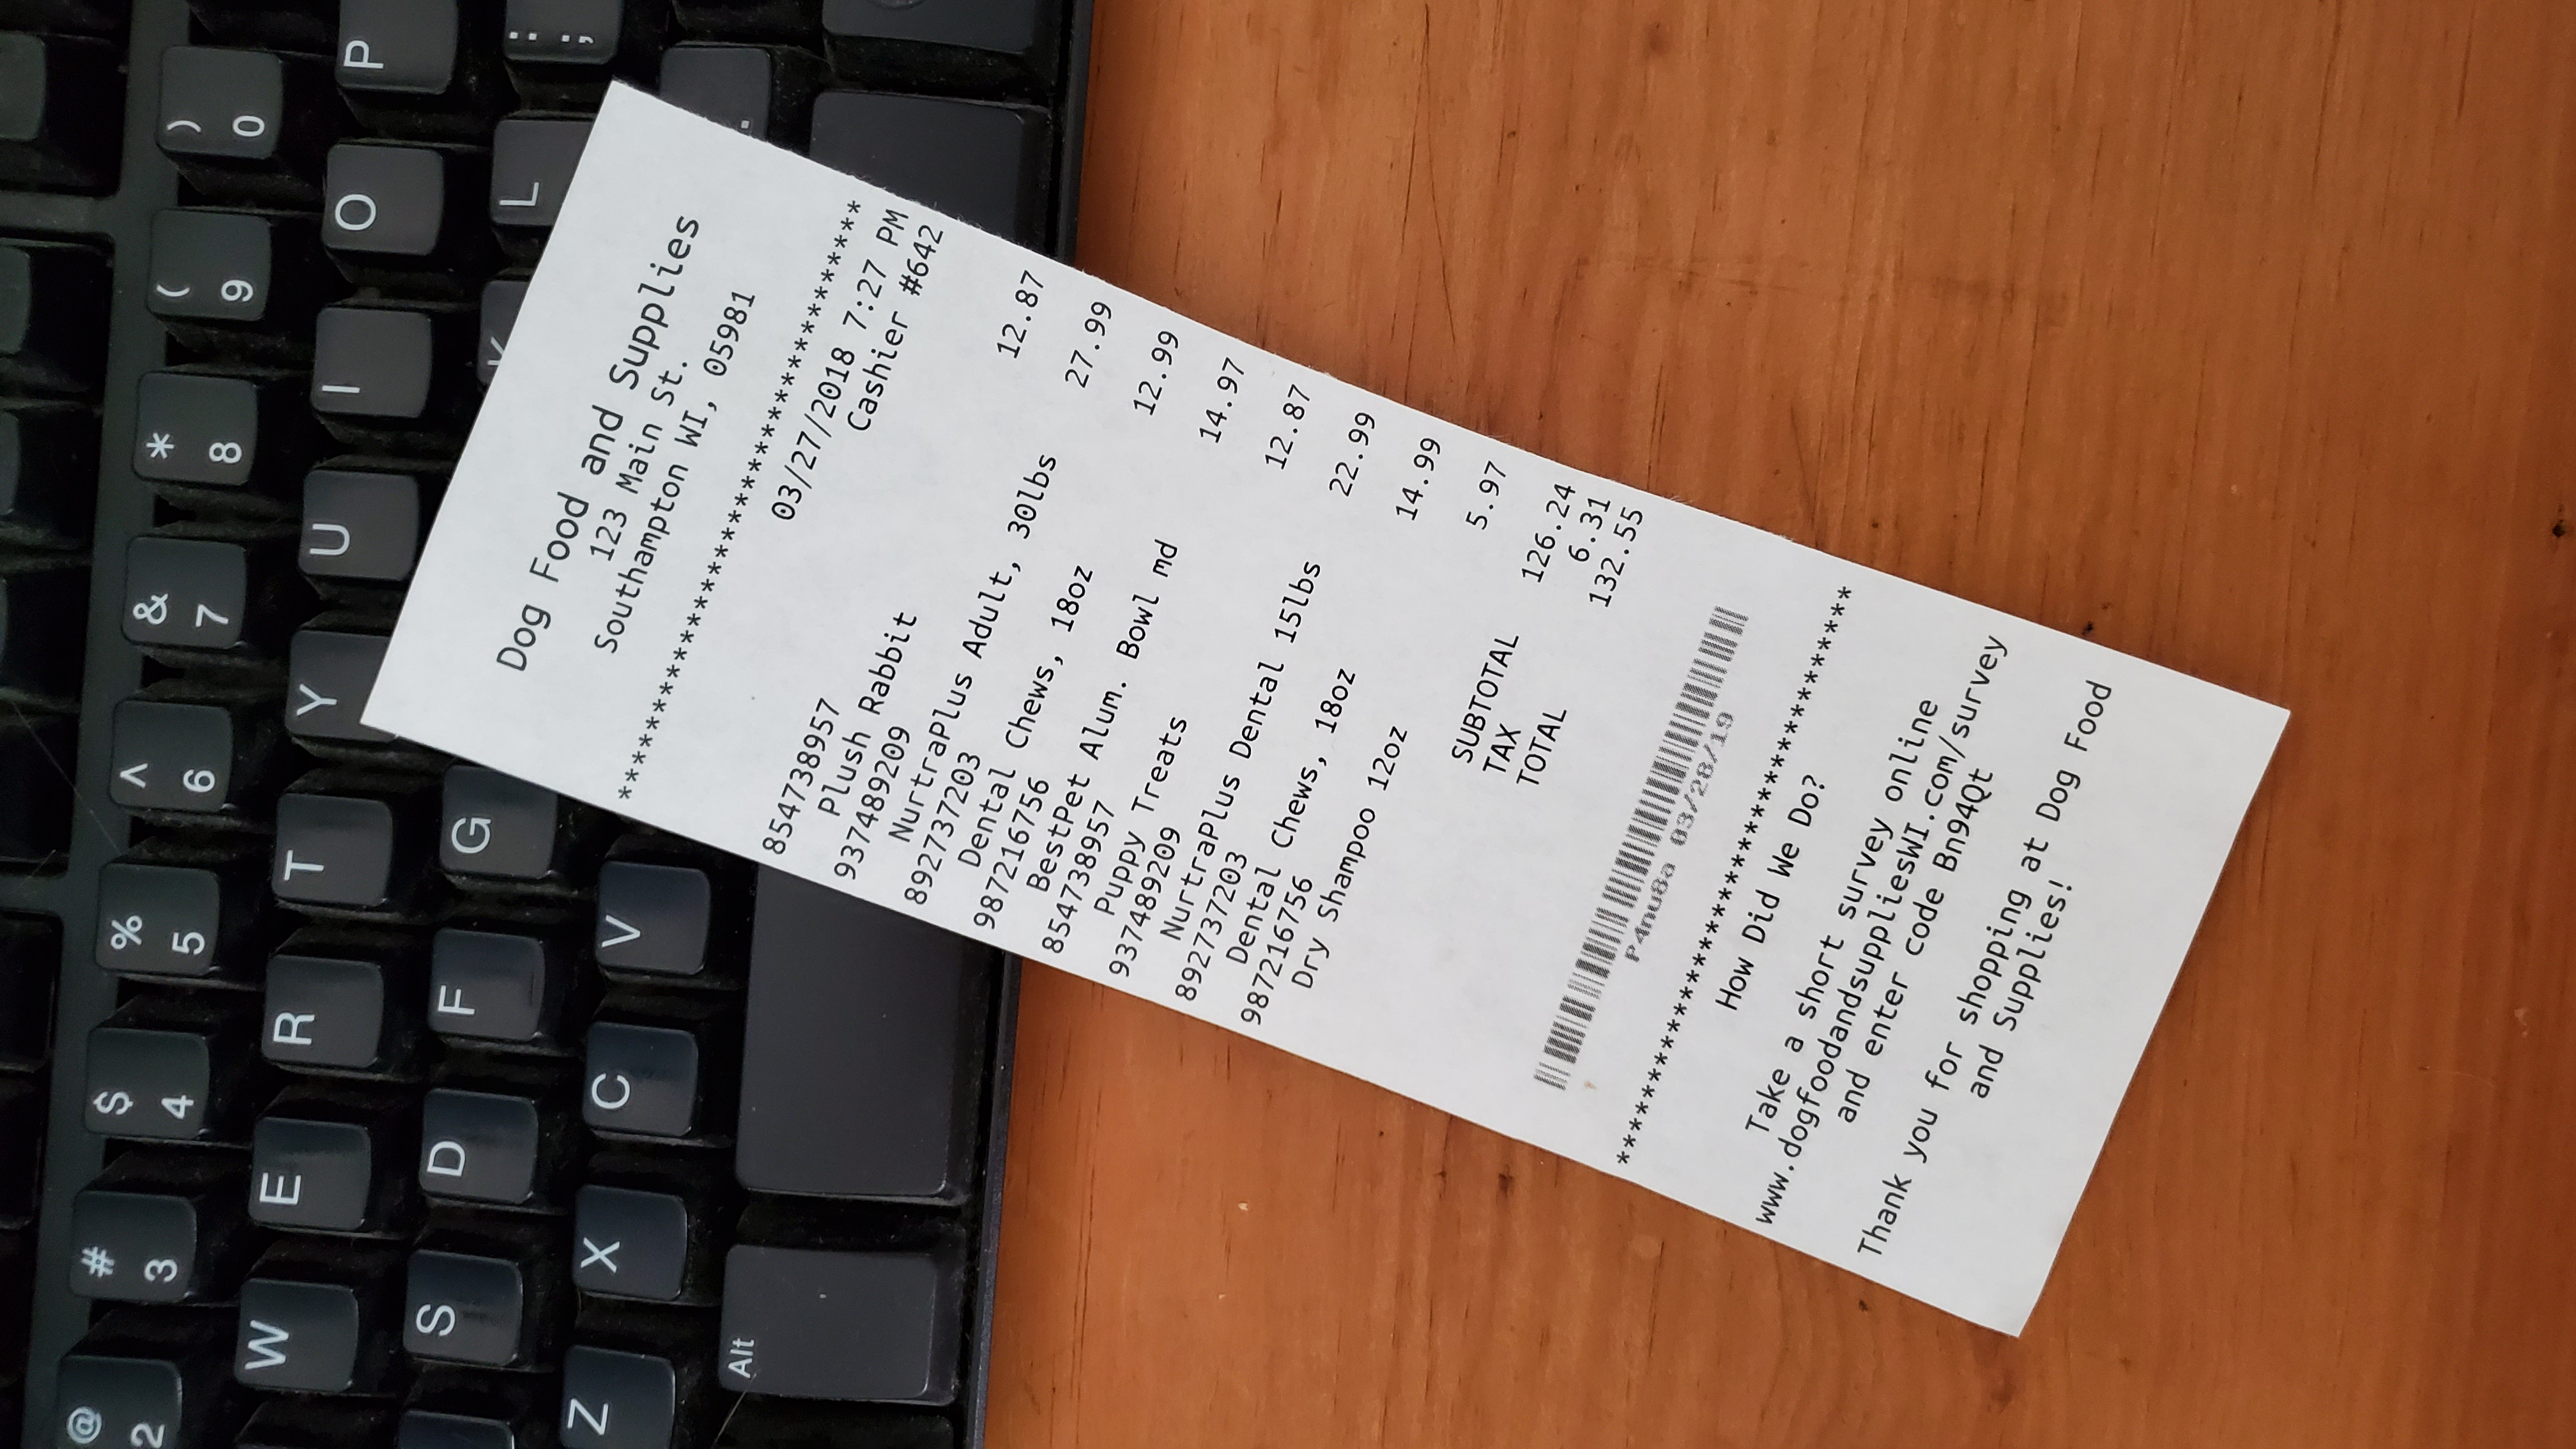 @ # $ % ^ & * ( )
2 3 4 5 6 7 8 9 0
W E R T Y U I O P
S D F G K L :
;
Z X C V .
Alt
Dog Food and Supplies
123 Main St.
Southampton WI, 05981
***********************************
03/27/2018 7:27 PM
Cashier #642
854738957
Plush Rabbit 12.87
937489209
NurtraPlus Adult, 30lbs 27.99
892737203
Dental Chews, 18oz 12.99
987216756
BestPet Alum. Bowl md 14.97
854738957
Puppy Treats 12.87
937489209
NurtraPlus Dental 15lbs 22.99
892737203
Dental Chews, 18oz 14.99
987216756
Dry Shampoo 12oz 5.97
SUBTOTAL 126.24
TAX 6.31
TOTAL 132.55
P4nu8a 03/28/19
***********************************
How Did We Do?
Take a short survey online
www.dogfoodandsuppliesWI.com/survey
and enter code Bn94Qt
Thank you for shopping at Dog Food
and Supplies!